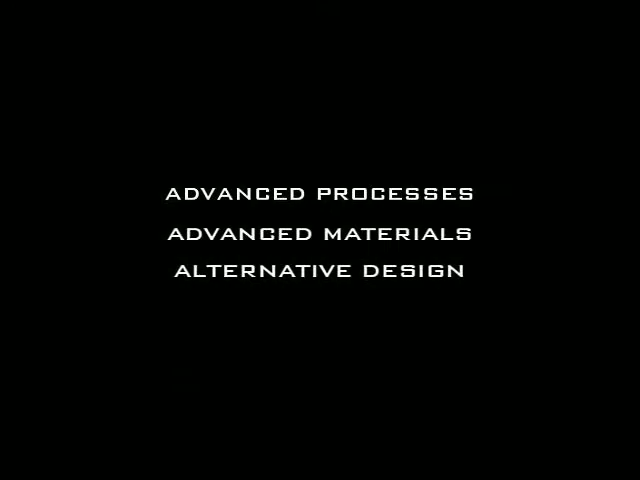 ADVANCED PROCESSES
ADVANCED MATERIALS
ALTERNATIVE DESIGN